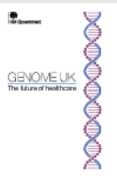 HM Government
GENOME UK
The future of healthcare